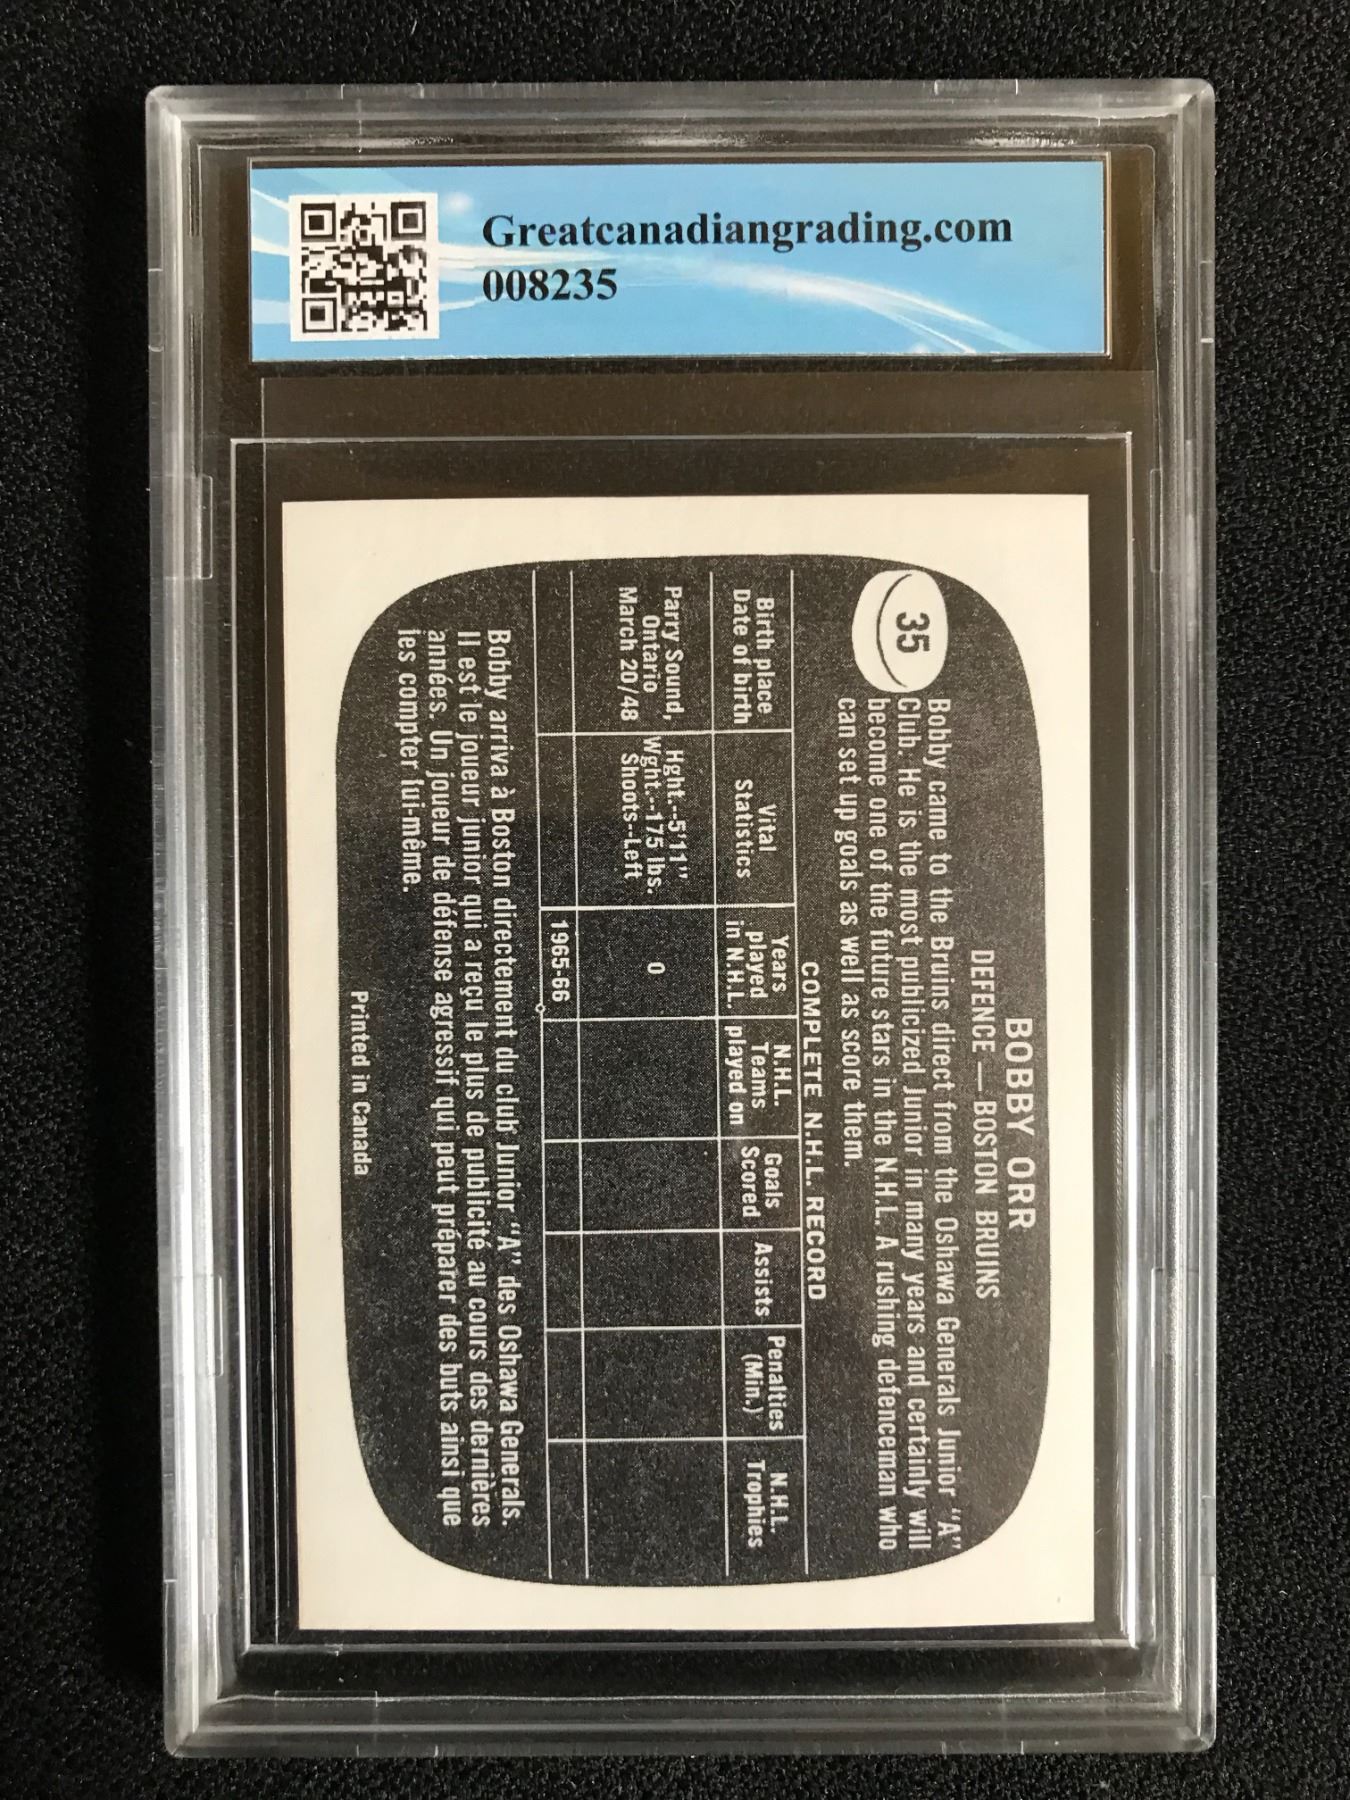 Greatcanadiangrading.com
008235
BOBBY ORR
DEFENCE — BOSTON BRUINS
35
Bobby came to the Bruins direct from the Oshawa Generals Junior "A"
Club. He is the most publicized Junior in many years and certainly will
become one of the future stars in the N.H.L. A rushing defenceman who
can set up goals as well as score them.
COMPLETE N.H.L. RECORD
Birth place
Date of birth
Vital
Statistics
Years
played
in N.H.L.
N.H.L.
Teams
played on
Goals
Scored
Assists
Penalties
(Min.)
N.H.L.
Trophies
Parry Sound,
Ontario
March 20/48
Hght.--5'11"
Wght.--175 lbs.
Shoots--Left
0
1965-66
Bobby arriva à Boston directement du club Junior "A" des Oshawa Generals.
Il est le joueur junior qui a reçu le plus de publicité au cours des dernières
années. Un joueur de défense agressif qui peut préparer des buts ainsi que
les compter lui-même.
Printed in Canada